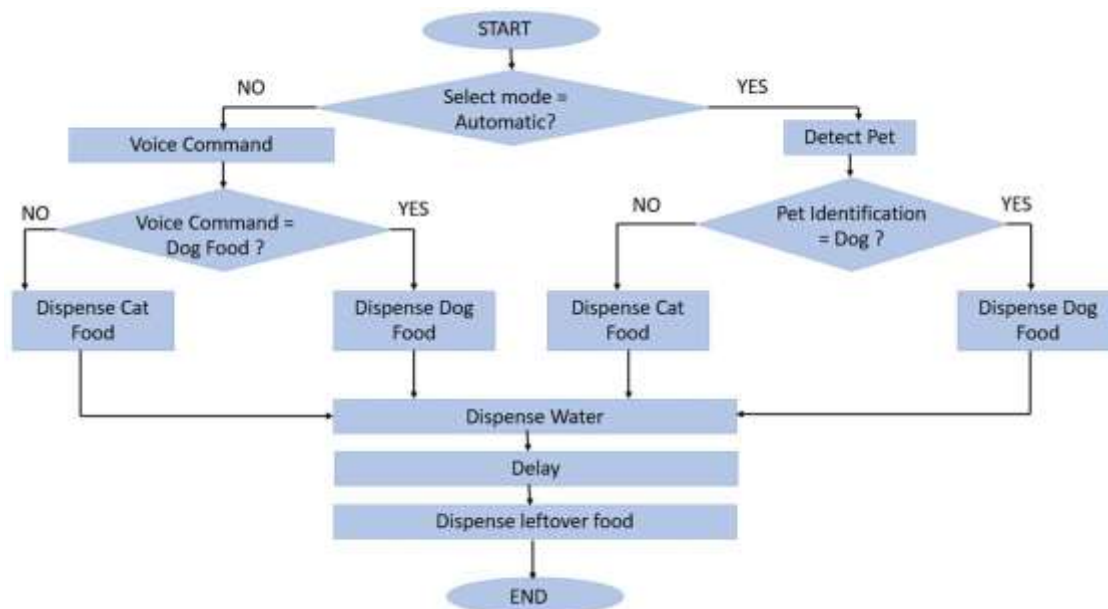 START
NO
YES
Select mode =
Automatic?
Voice Command
Detect Pet
NO
Voice Command =
Dog Food ?
YES
NO
Pet Identification
= Dog ?
YES
Dispense Cat
Food
Dispense Dog
Food
Dispense Cat
Food
Dispense Dog
Food
Dispense Water
Delay
Dispense leftover food
END